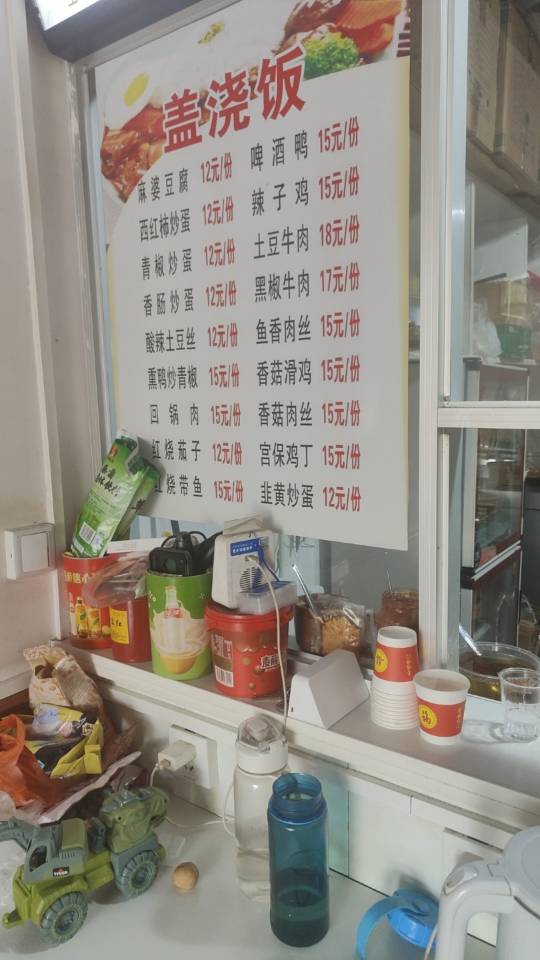 盖浇饭
麻婆豆腐 12元/份
西红柿炒蛋 12元/份
青椒炒蛋 12元/份
香肠炒蛋 12元/份
酸辣土豆丝 12元/份
熏鸭炒青椒 15元/份
回锅肉 15元/份
红烧茄子 12元/份
红烧带鱼 15元/份
啤酒鸭 15元/份
辣子鸡 15元/份
土豆牛肉 18元/份
黑椒牛肉 17元/份
鱼香肉丝 15元/份
香菇滑鸡 15元/份
香菇肉丝 15元/份
宫保鸡丁 15元/份
韭黄炒蛋 12元/份
福